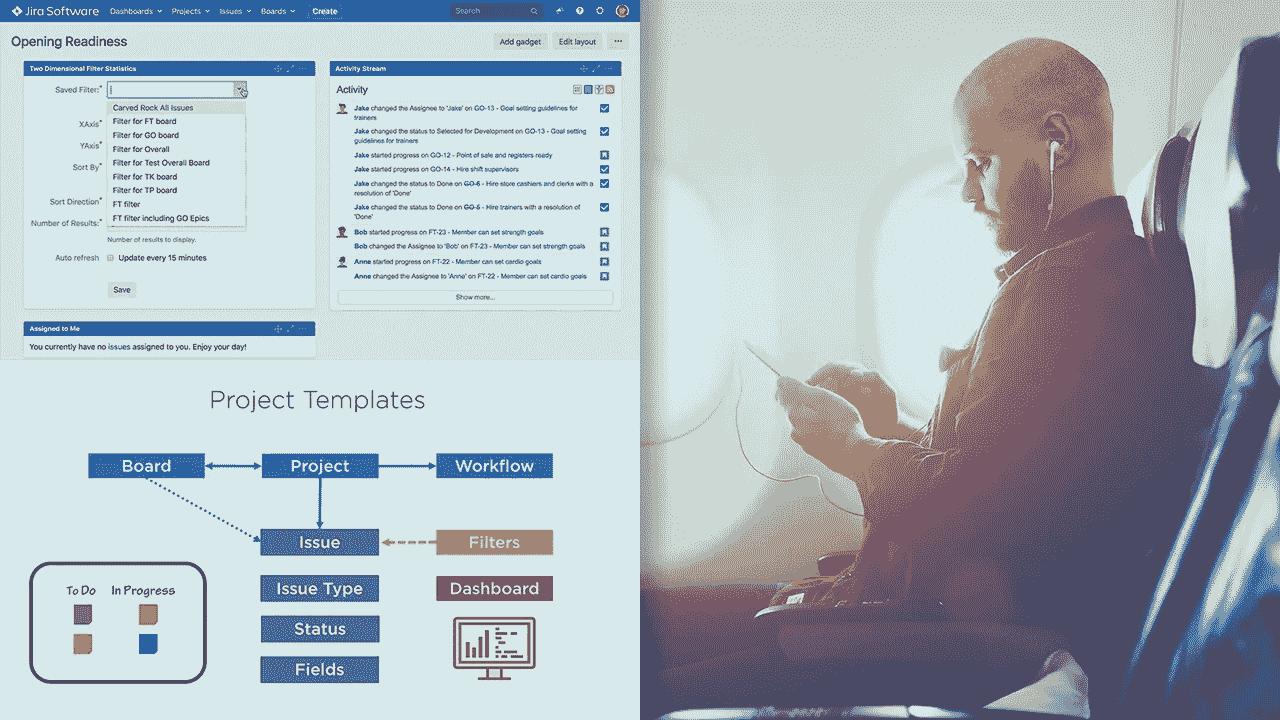 Jira Software Dashboards Projects Issues Boards Create Search
Opening Readiness
Add gadget Edit layout ...
Two Dimensional Filter Statistics
Saved Filter:*
Carved Rock All Issues
Filter for FT board
XAxis*
Filter for GO board
YAxis*
Filter for Overall
Sort By*
Filter for Test Overall Board
Filter for TK board
Filter for TP board
Sort Direction*
FT filter
Number of Results:*
FT filter including GO Epics
Number of results to display.
Auto refresh Update every 15 minutes
Save
Assigned to Me
You currently have no issues assigned to you. Enjoy your day!
Activity Stream
Activity
Jake changed the Assignee to 'Jake' on GO-13 - Goal setting guidelines for
trainers
Jake changed the status to Selected for Development on GO-13 - Goal setting
guidelines for trainers
Jake started progress on GO-12 - Point of sale and registers ready
Jake started progress on GO-14 - Hire shift supervisors
Jake changed the status to Done on GO-6 - Hire store cashiers and clerks with a
resolution of 'Done'
Jake changed the status to Done on GO-5 - Hire trainers with a resolution of
'Done'
Bob started progress on FT-23 - Member can set strength goals
Bob changed the Assignee to 'Bob' on FT-23 - Member can set strength goals
Anne started progress on FT-22 - Member can set cardio goals
Anne changed the Assignee to 'Anne' on FT-22 - Member can set cardio goals
Show more...
Project Templates
Board Project Workflow
Issue Filters
Issue Type Dashboard
Status
Fields
To Do In Progress